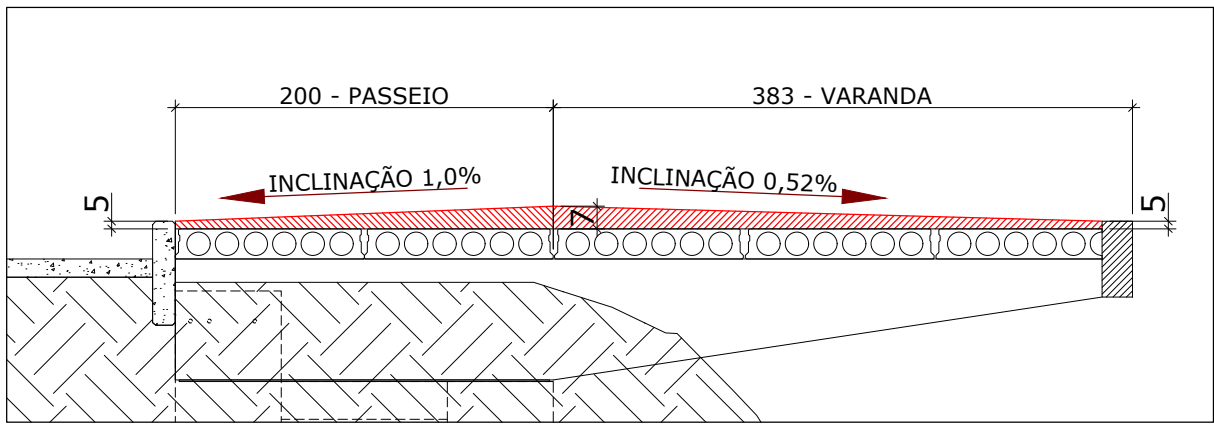 200 - PASSEIO
383 - VARANDA
INCLINAÇÃO 1,0%
INCLINAÇÃO 0,52%
5
7
5